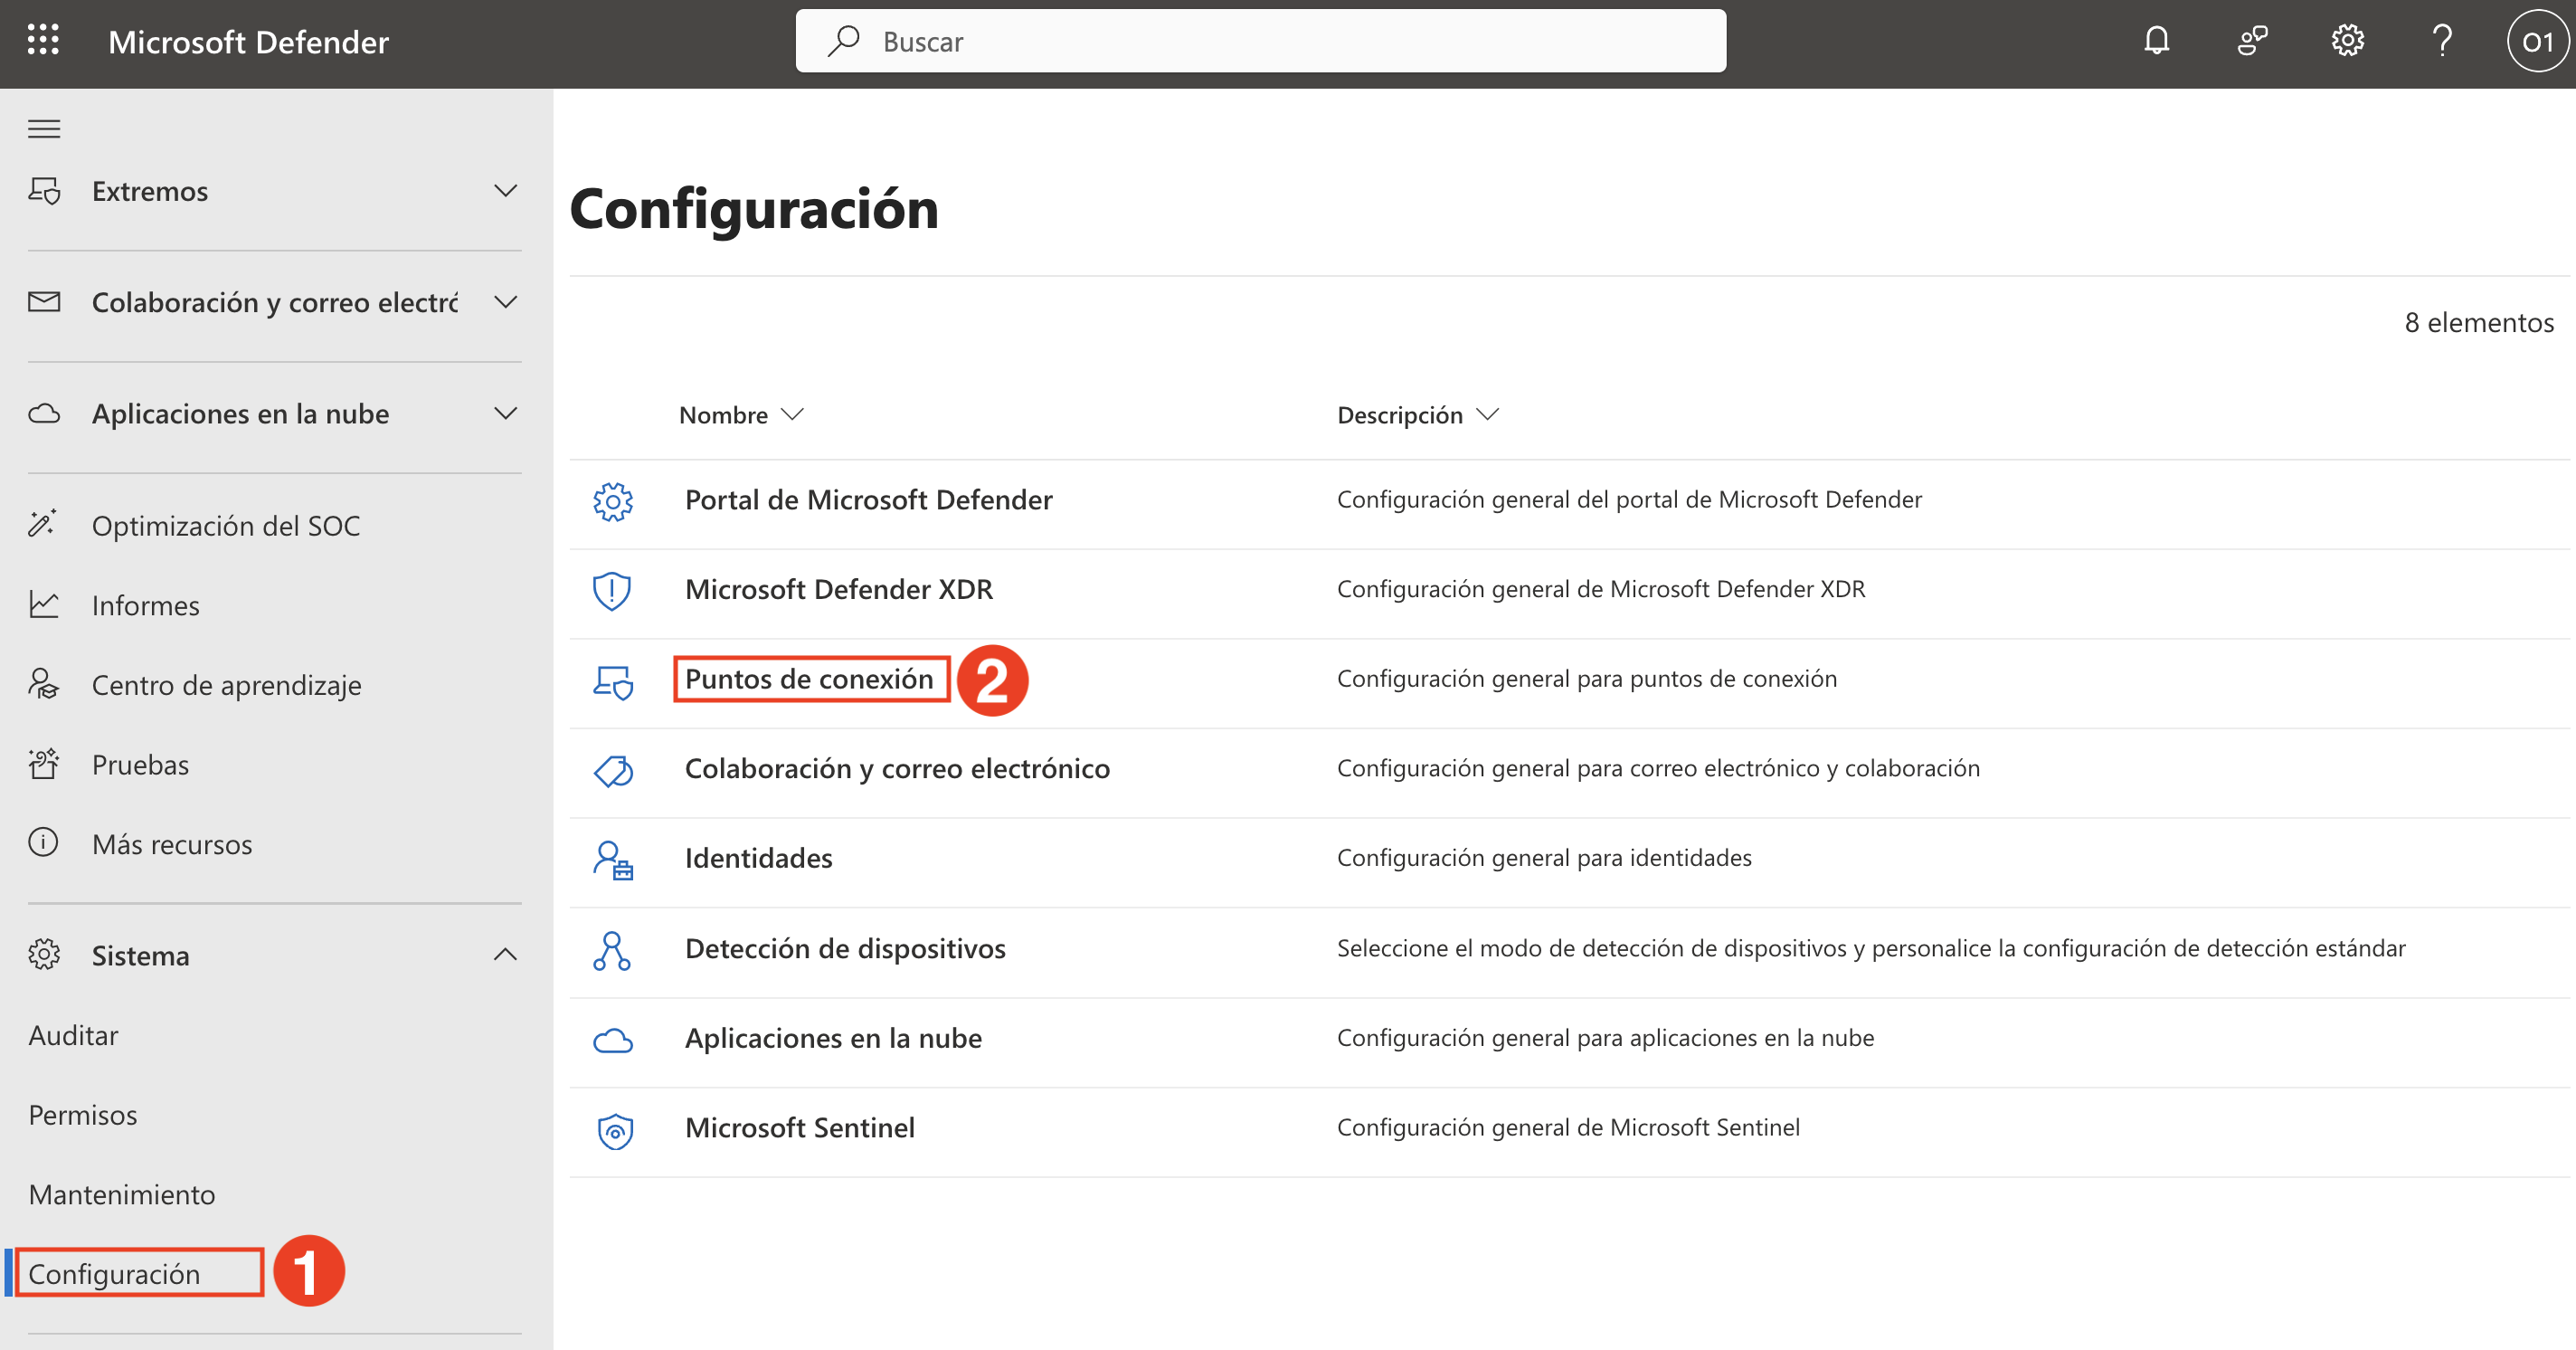 Microsoft Defender
Buscar
O1
Extremos
Colaboración y correo electró
Aplicaciones en la nube
Optimización del SOC
Informes
Centro de aprendizaje
Pruebas
Más recursos
Sistema
Auditar
Permisos
Mantenimiento
Configuración 1
Configuración
8 elementos
Nombre Descripción
Portal de Microsoft Defender Configuración general del portal de Microsoft Defender
Microsoft Defender XDR Configuración general de Microsoft Defender XDR
Puntos de conexión 2 Configuración general para puntos de conexión
Colaboración y correo electrónico Configuración general para correo electrónico y colaboración
Identidades Configuración general para identidades
Detección de dispositivos Seleccione el modo de detección de dispositivos y personalice la configuración de detección estándar
Aplicaciones en la nube Configuración general para aplicaciones en la nube
Microsoft Sentinel Configuración general de Microsoft Sentinel